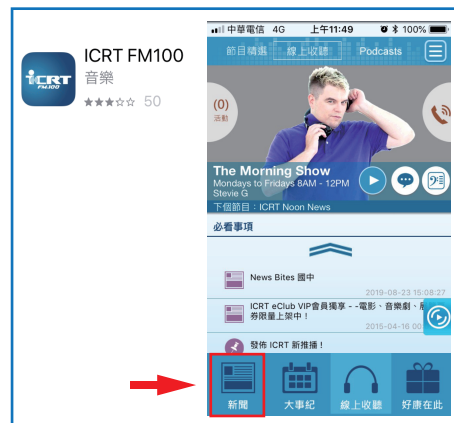 ICRT
FM100
ICRT FM100
音樂
★★★☆☆ 50
中華電信 4G 上午11:49 100%
節目精選 線上收聽 Podcasts
(0)
活動
The Morning Show
Mondays to Fridays 8AM - 12PM
Stevie G
下個節目：ICRT Noon News
必看事項
News Bites 國中
2019-08-23 15:08:27
ICRT eClub VIP會員獨享 - -電影、音樂劇、
券限量上架中！
2015-04-16 00
發佈 ICRT 新推播！
新聞 大事紀 線上收聽 好康在此